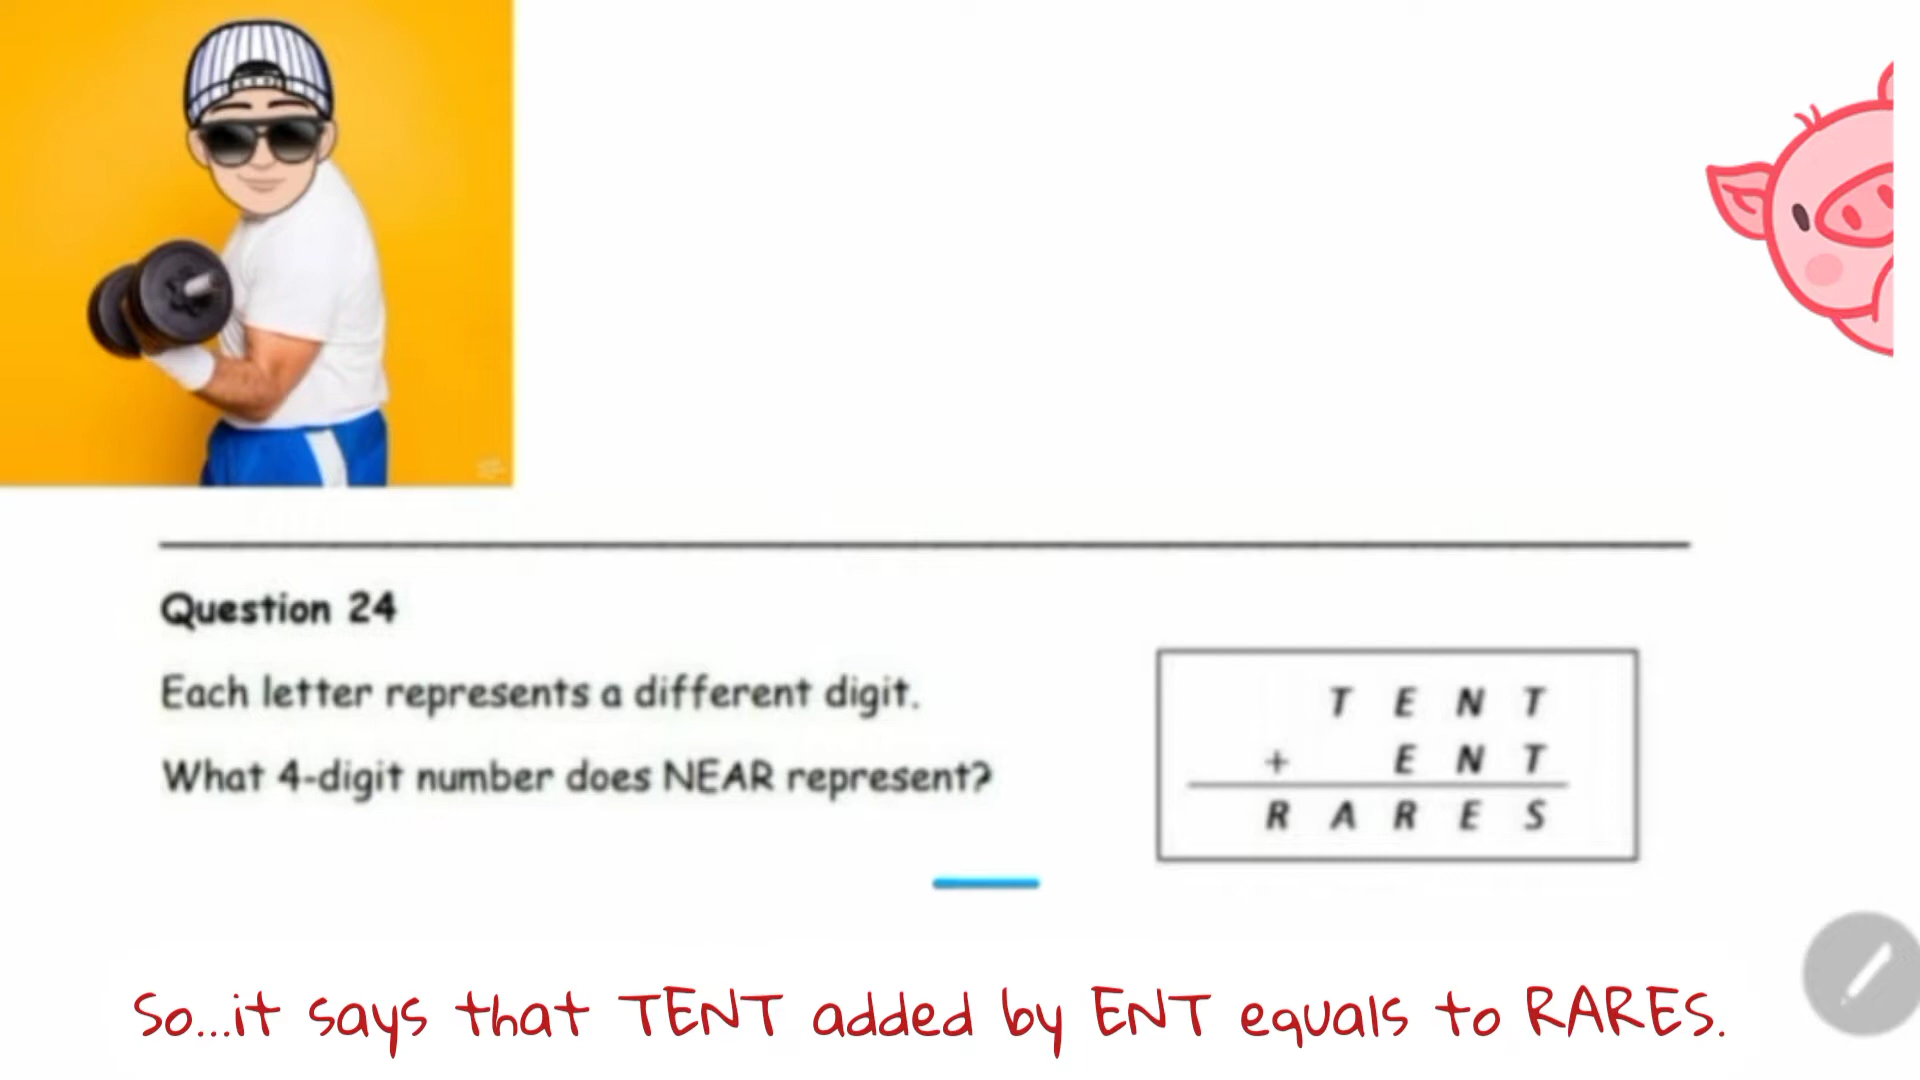 Question 24
Each letter represents a different digit.
What 4-digit number does NEAR represent?
T E N T
+ E N T
R A R E S
So...it says that TENT added by ENT equals to RARES.